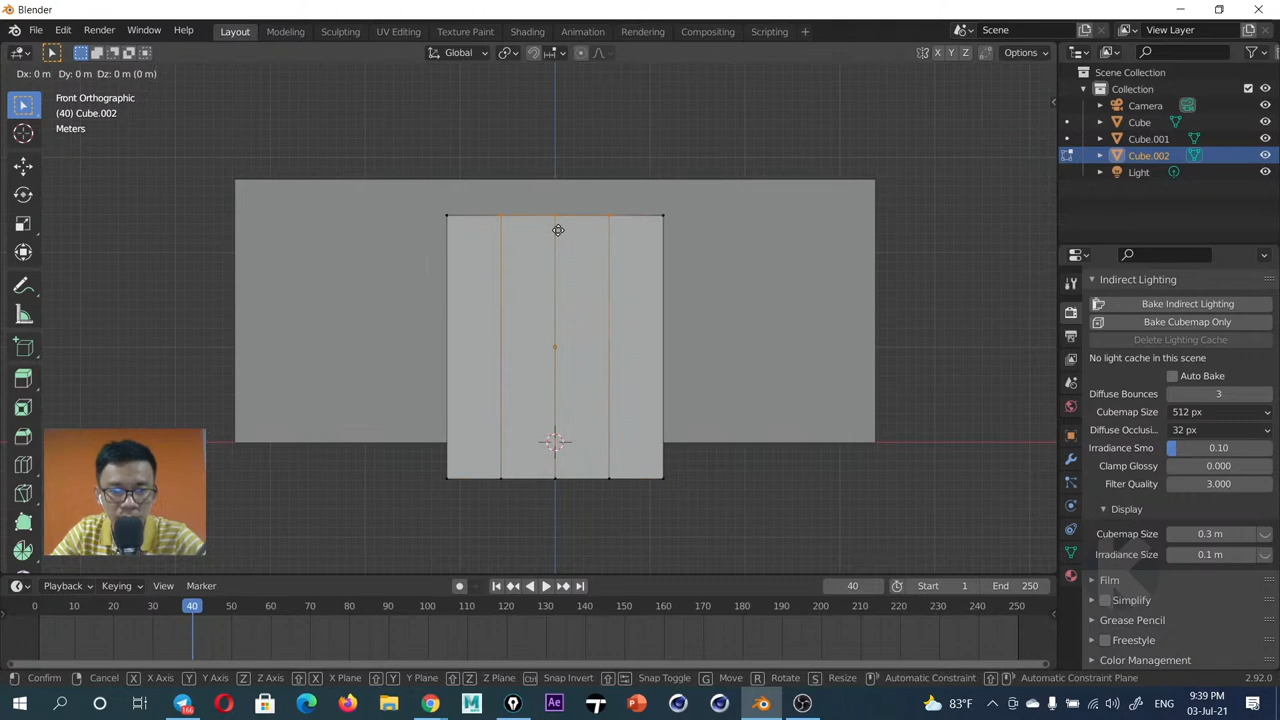 Blender
File Edit Render Window Help Layout Modeling Sculpting UV Editing Texture Paint Shading Animation Rendering Compositing Scripting + Scene View Layer
Global X Y Z Options
Dx: 0 m Dy: 0 m Dz: 0 m (0 m)
Front Orthographic
(40) Cube.002
Meters
Scene Collection
Collection
Camera
Cube
Cube.001
Cube.002
Light
Indirect Lighting
Bake Indirect Lighting
Bake Cubemap Only
Delete Lighting Cache
No light cache in this scene
Auto Bake
Diffuse Bounces 3
Cubemap Size 512 px
Diffuse Occlusi... 32 px
Irradiance Smo 0.10
Clamp Glossy 0.000
Filter Quality 3.000
Display
Cubemap Size 0.3 m
Irradiance Size 0.1 m
Film
Simplify
Grease Pencil
Freestyle
Color Management
Playback Keying View Marker 40 Start 1 End 250
0 10 20 30 40 50 60 70 80 90 100 110 120 130 140 150 160 170 180 190 200 210 220 230 240 250
Confirm Cancel X X Axis Y Y Axis Z Z Axis X X Plane Y Y Plane Z Z Plane Snap Invert Snap Toggle G Move R Rotate S Resize Automatic Constraint Automatic Constraint Plane 2.92.0
166 Ae 83°F 9:39 PM
03-Jul-21